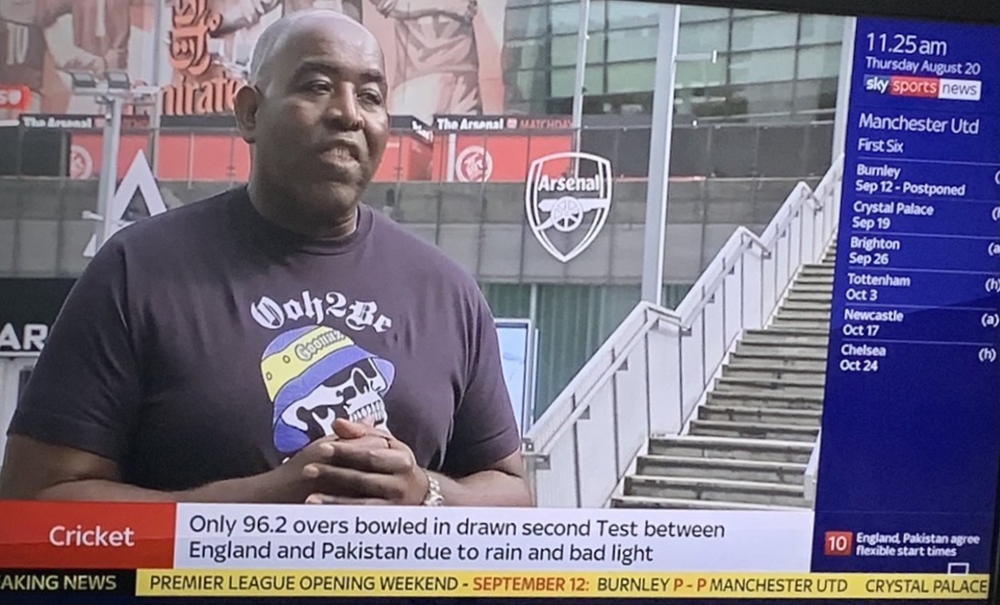 11.25am
Thursday August 20
sky sports news
Manchester Utd
First Six
Burnley
Sep 12 - Postponed
Crystal Palace
Sep 19
Brighton (a
Sep 26
Tottenham (h)
Oct 3
Newcastle (a)
Oct 17
Chelsea (h)
Oct 24
10 England, Pakistan agree
flexible start times
The Arsenal
The Arsenal MATCHDAY
Arsenal
AR
Ooh2Be
Goonaz
Cricket
Only 96.2 overs bowled in drawn second Test between
England and Pakistan due to rain and bad light
AKING NEWS PREMIER LEAGUE OPENING WEEKEND - SEPTEMBER 12: BURNLEY P - P MANCHESTER UTD CRYSTAL PALACE